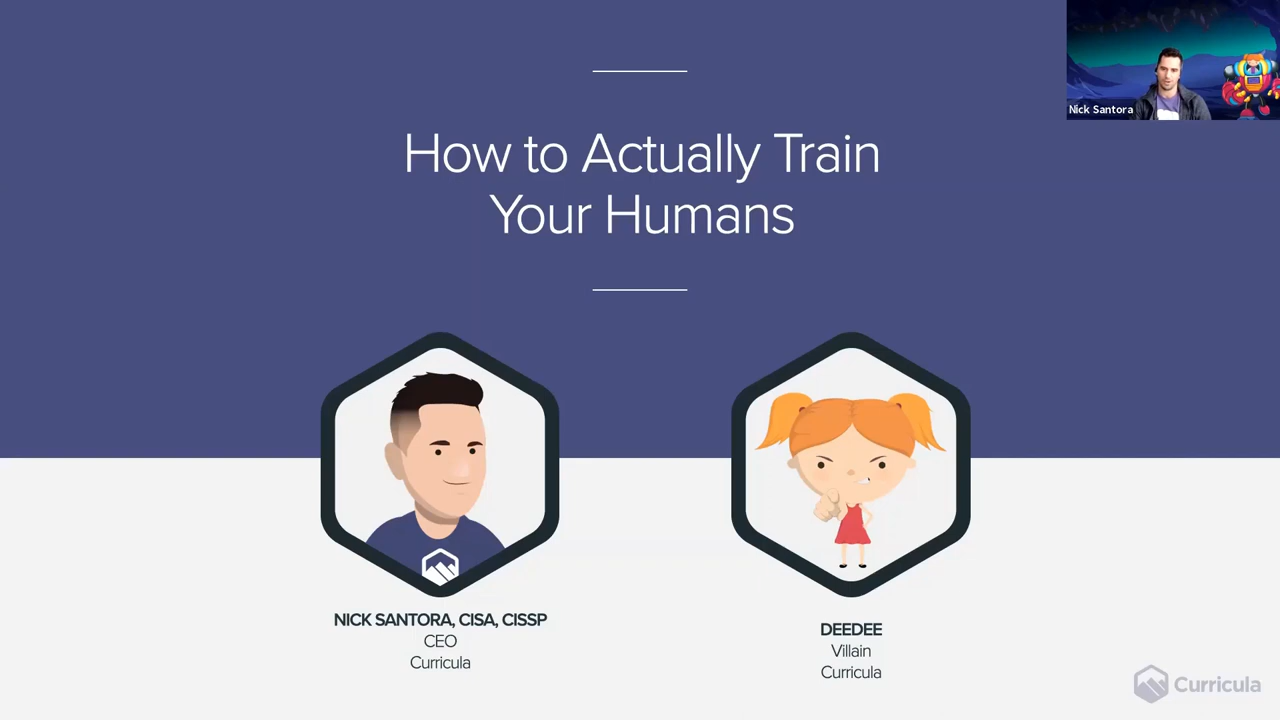 Nick Santora
How to Actually Train
Your Humans
NICK SANTORA, CISA, CISSP
CEO
Curricula
DEEDEE
Villain
Curricula
Curricula